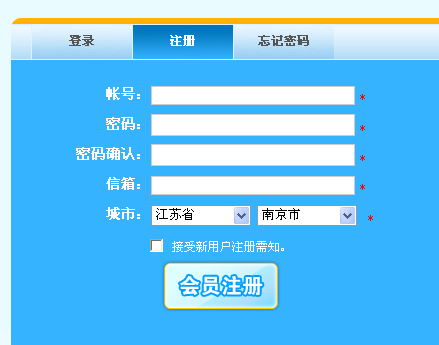 登录 注册 忘记密码
帐号: *
密码: *
密码确认: *
信箱: *
城市: 江苏省 南京市 *
接受新用户注册需知。
会员注册